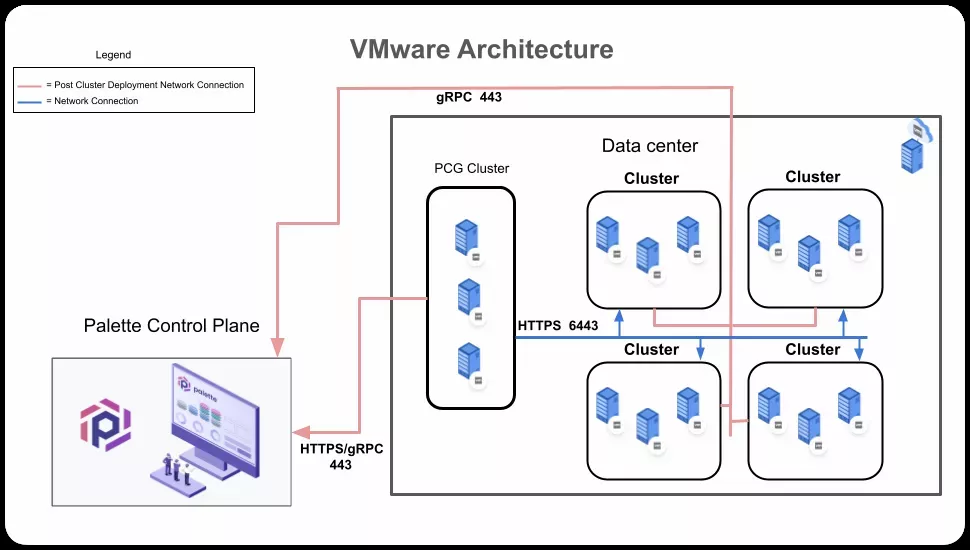 VMware Architecture
Legend
= Post Cluster Deployment Network Connection
= Network Connection
gRPC 443
Data center
PCG Cluster
Cluster
Cluster
HTTPS 6443
Palette Control Plane
Cluster
Cluster
palette
HTTPS/gRPC
443